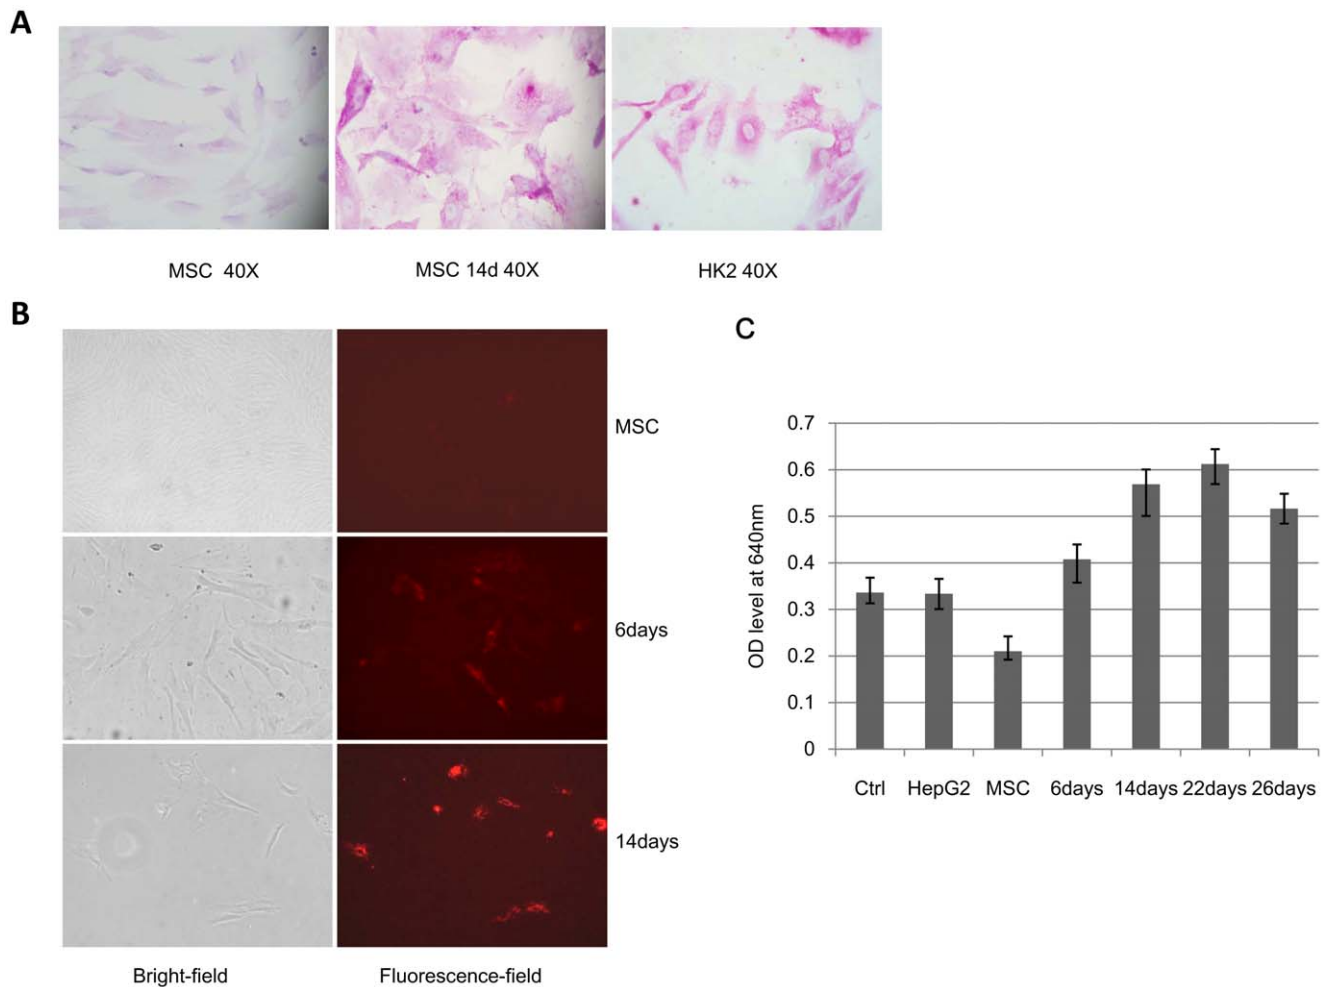 A
MSC 40X
MSC 14d 40X
HK2 40X
B
MSC
6days
14days
Bright-field
Fluorescence-field
C
OD level at 640nm
0.7
0.6
0.5
0.4
0.3
0.2
0.1
0
Ctrl HepG2 MSC 6days 14days 22days 26days